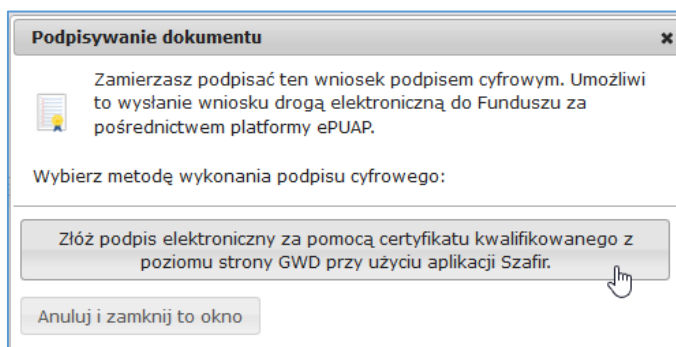 Podpisywanie dokumentu
Zamierzasz podpisać ten wniosek podpisem cyfrowym. Umożliwi
to wysłanie wniosku drogą elektroniczną do Funduszu za
pośrednictwem platformy ePUAP.
Wybierz metodę wykonania podpisu cyfrowego:
Złóż podpis elektroniczny za pomocą certyfikatu kwalifikowanego z
poziomu strony GWD przy użyciu aplikacji Szafir.
Anuluj i zamknij to okno